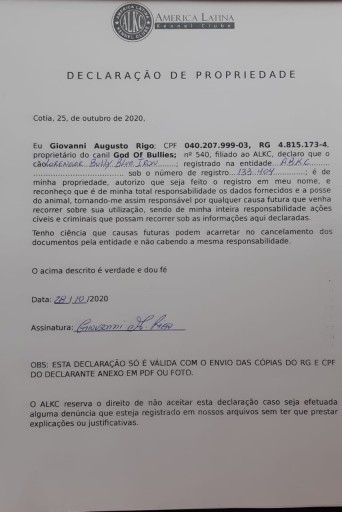 AMERICA LATINA
KENNEL CLUBE
AMERICA LATINA
ALKC
KENNEL CLUBE
DECLARAÇÃO DE PROPRIEDADE
Cotia, 25, de outubro de 2020.
Eu Giovanni Augusto Rigo; CPF 040.207.999-03, RG 4.815.173-4,
proprietário do canil God Of Bullies; nº 540, filiado ao ALKC, declaro que o
cão Bully Blue Iron..........; registrado na entidade...ABKC..........
.................................. sob o número de registro....133.404..............; é de
minha propriedade, autorizo que seja feito o registro em meu nome, e
reconheço que é de minha total responsabilidade os dados fornecidos e a posse
do animal, tornando-me assim responsável por qualquer causa futura que venha
recorrer sobre sua utilização, sendo de minha inteira responsabilidade ações
cíveis e criminais que possam recorrer sob as informações aqui declaradas.
Tenho ciência que causas futuras podem acarretar no cancelamento dos
documentos pela entidade e não cabendo a mesma responsabilidade.
O acima descrito é verdade e dou fé
Data: 28/10/2020
Assinatura: Giovanni
OBS: ESTA DECLARAÇÃO SÓ É VÁLIDA COM O ENVIO DAS CÓPIAS DO RG E CPF
DO DECLARANTE ANEXO EM PDF OU FOTO.
O ALKC reserva o direito de não aceitar esta declaração caso seja efetuada
alguma denúncia que esteja registrado em nossos arquivos sem ter que prestar
explicações ou justificativas.